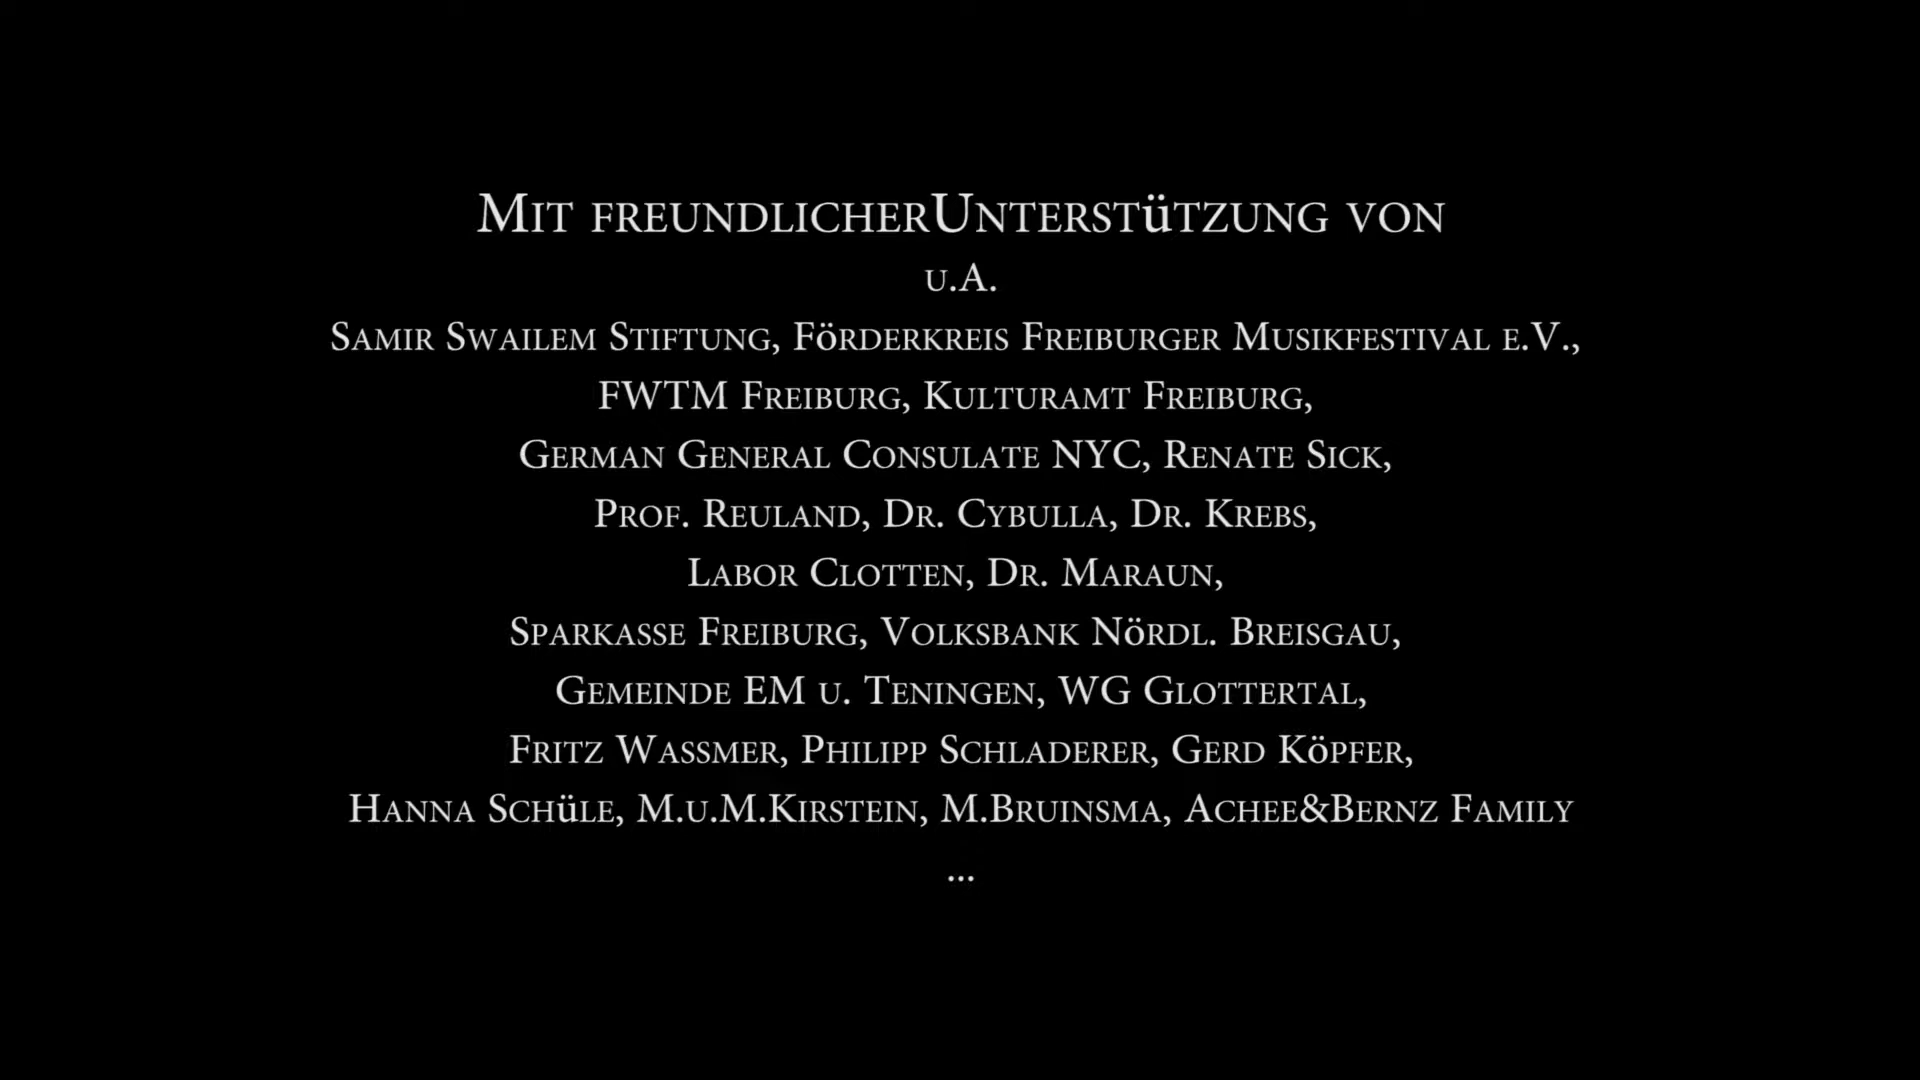 Mit freundlicherUnterstützung von
u.A.
Samir Swailem Stiftung, Förderkreis Freiburger Musikfestival e.V.,
FWTM Freiburg, Kulturamt Freiburg,
German General Consulate NYC, Renate Sick,
Prof. Reuland, Dr. Cybulla, Dr. Krebs,
Labor Clotten, Dr. Maraun,
Sparkasse Freiburg, Volksbank Nördl. Breisgau,
Gemeinde EM u. Teningen, WG Glottertal,
Fritz Wassmer, Philipp Schladerer, Gerd Köpfer,
Hanna Schüle, M.u.M.Kirstein, M.Bruinsma, Achee&Bernz Family
...